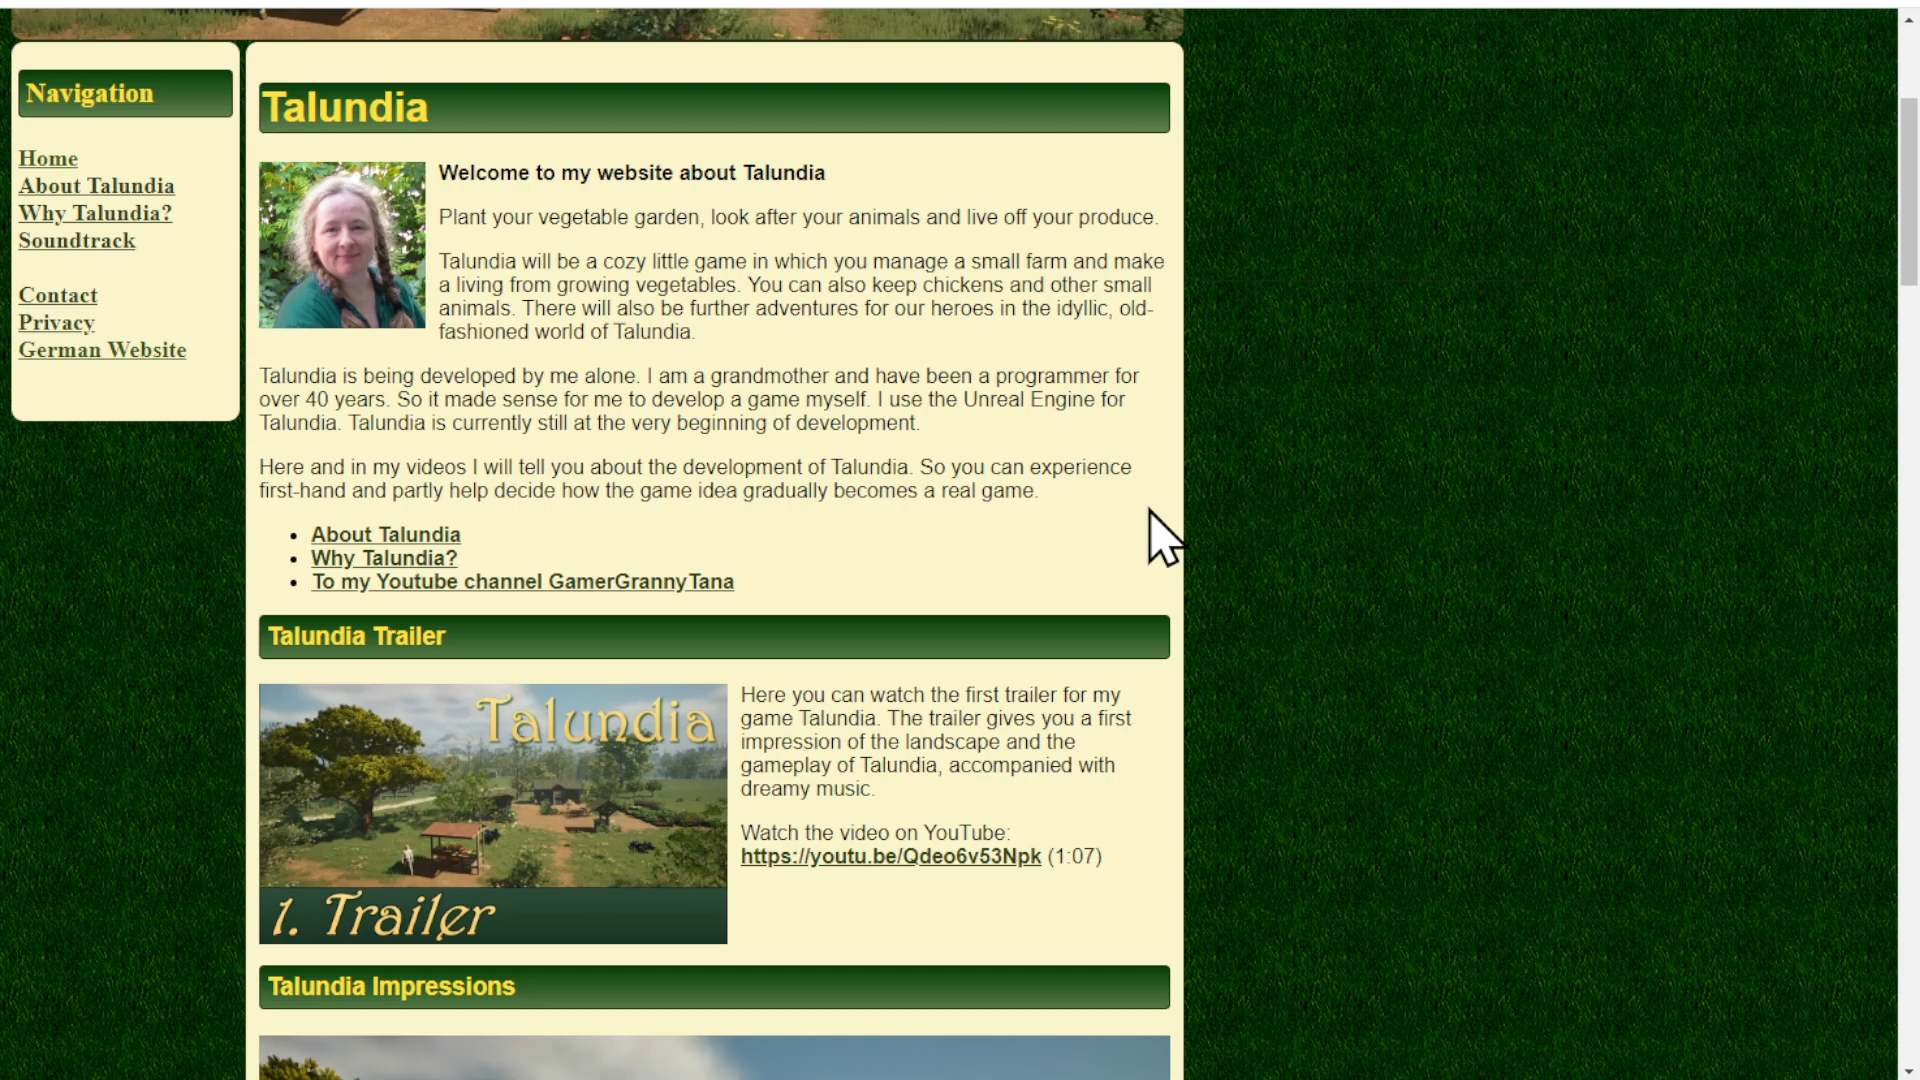 Navigation
Home
About Talundia
Why Talundia?
Soundtrack
Contact
Privacy
German Website
Talundia
Welcome to my website about Talundia
Plant your vegetable garden, look after your animals and live off your produce.
Talundia will be a cozy little game in which you manage a small farm and make
a living from growing vegetables. You can also keep chickens and other small
animals. There will also be further adventures for our heroes in the idyllic, old-
fashioned world of Talundia.
Talundia is being developed by me alone. I am a grandmother and have been a programmer for
over 40 years. So it made sense for me to develop a game myself. I use the Unreal Engine for
Talundia. Talundia is currently still at the very beginning of development.
Here and in my videos I will tell you about the development of Talundia. So you can experience
first-hand and partly help decide how the game idea gradually becomes a real game.
About Talundia
Why Talundia?
To my Youtube channel GamerGrannyTana
Talundia Trailer
Talundia
1. Trailer
Here you can watch the first trailer for my
game Talundia. The trailer gives you a first
impression of the landscape and the
gameplay of Talundia, accompanied with
dreamy music.
Watch the video on YouTube:
https://youtu.be/Qdeo6v53Npk (1:07)
Talundia Impressions